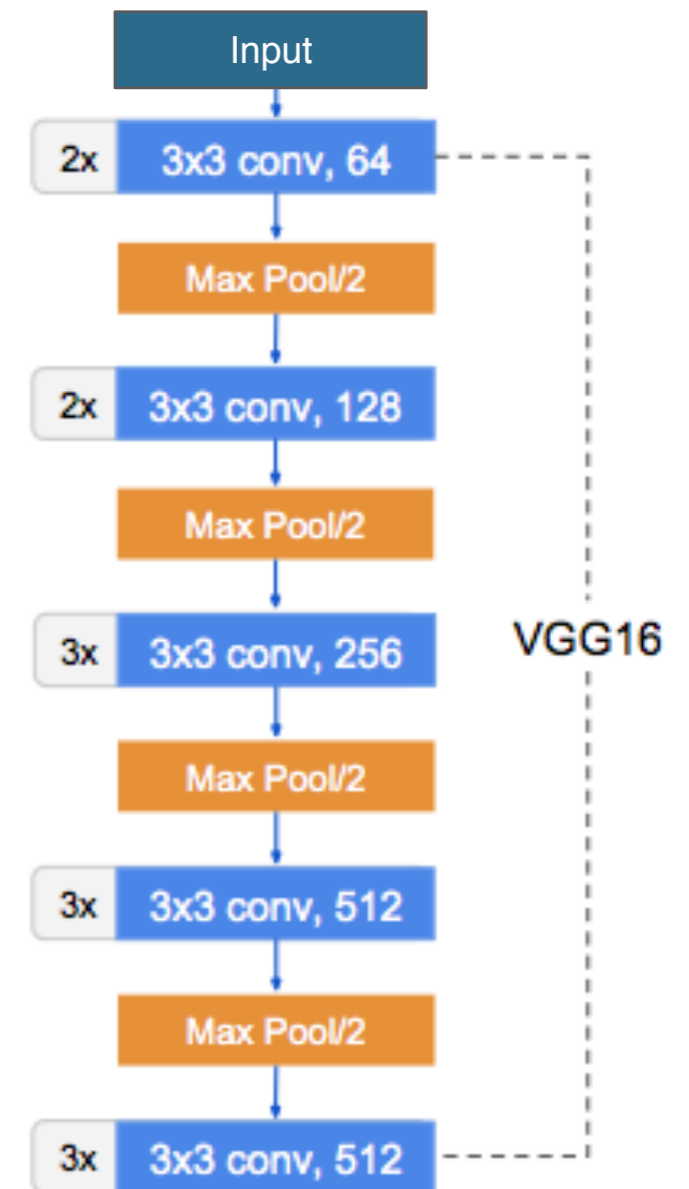 Input
2x 3x3 conv, 64
Max Pool/2
2x 3x3 conv, 128
Max Pool/2
3x 3x3 conv, 256
VGG16
Max Pool/2
3x 3x3 conv, 512
Max Pool/2
3x 3x3 conv, 512